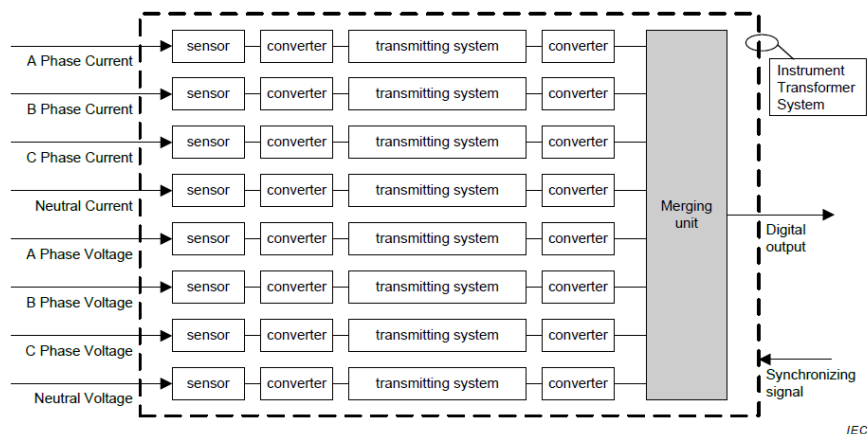 sensor converter transmitting system converter
A Phase Current
Instrument
Transformer
System
sensor converter transmitting system converter
B Phase Current
sensor converter transmitting system converter
C Phase Current
sensor converter transmitting system converter
Neutral Current
Merging
unit
sensor converter transmitting system converter
A Phase Voltage
Digital
output
sensor converter transmitting system converter
B Phase Voltage
sensor converter transmitting system converter
C Phase Voltage
Synchronizing
signal
sensor converter transmitting system converter
Neutral Voltage
IEC